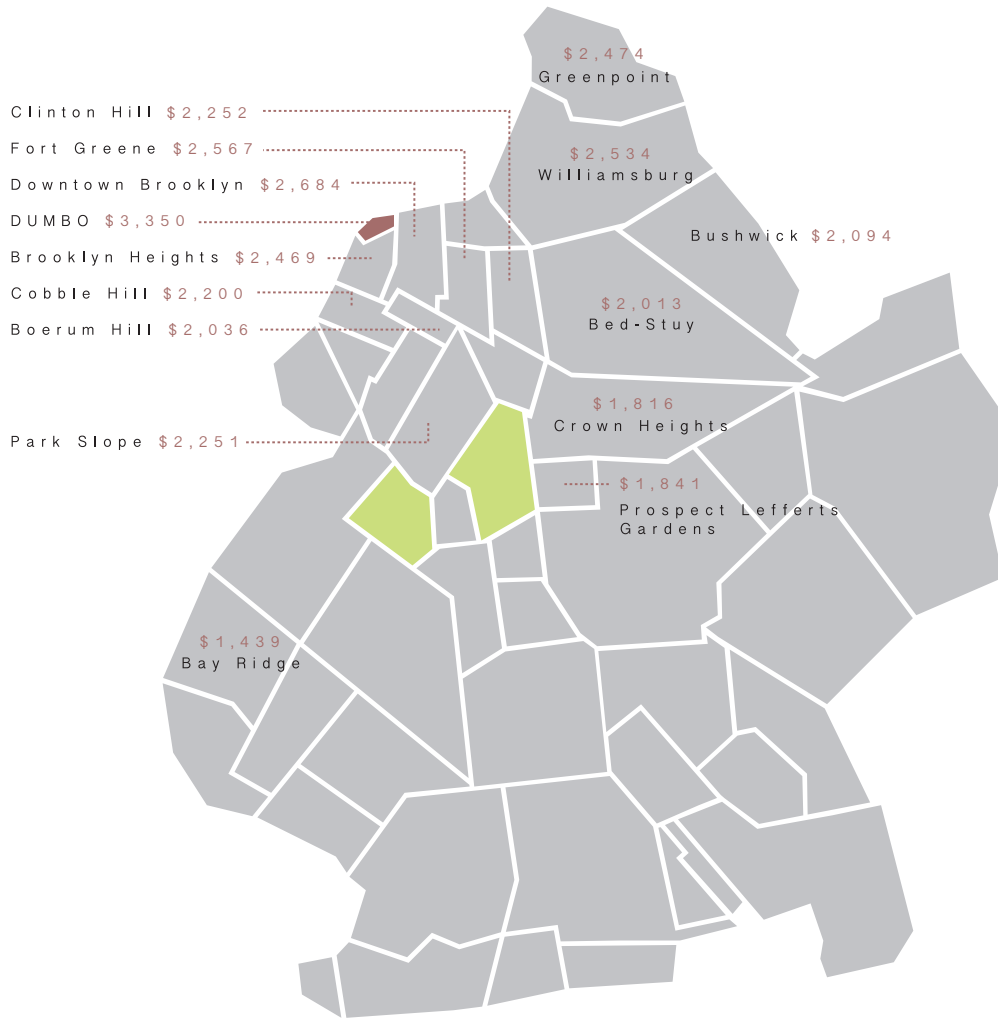 $2,474
Greenpoint
Clinton Hill $2,252
Fort Greene $2,567
$2,534
Williamsburg
Downtown Brooklyn $2,684
DUMBO $3,350
Bushwick $2,094
Brooklyn Heights $2,469
Cobble Hill $2,200
$2,013
Bed-Stuy
Boerum Hill $2,036
$1,816
Crown Heights
Park Slope $2,251
$1,841
Prospect Lefferts
Gardens
$1,439
Bay Ridge